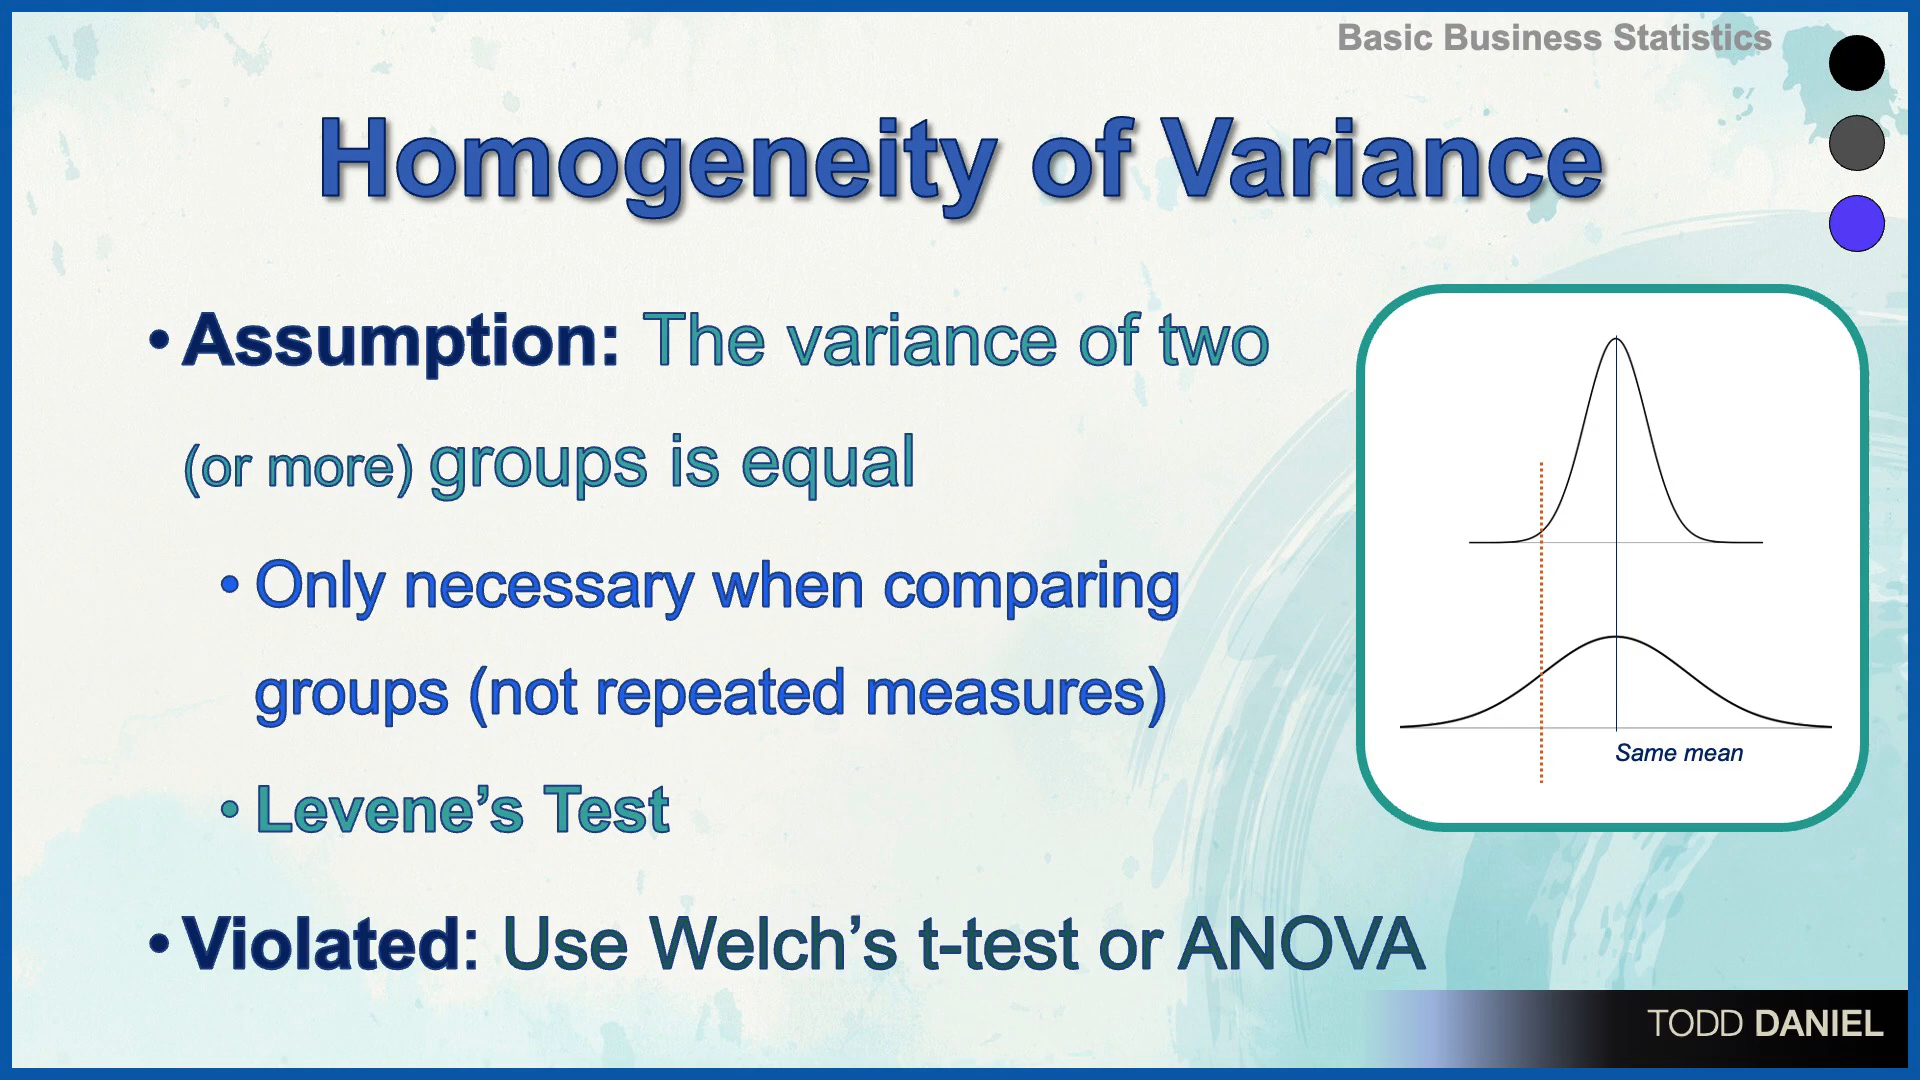 Basic Business Statistics
Homogeneity of Variance
• Assumption: The variance of two
(or more) groups is equal
• Only necessary when comparing
groups (not repeated measures)
• Levene’s Test
• Violated: Use Welch’s t-test or ANOVA
Same mean
TODD DANIEL